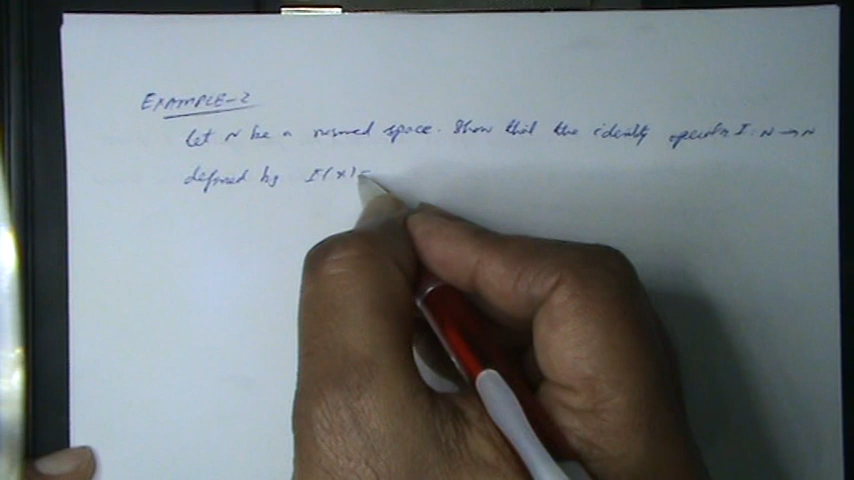 EXAMPLE-2
Let N be a normed space. Show that the identity operator I: N → N
defined by I(x)=